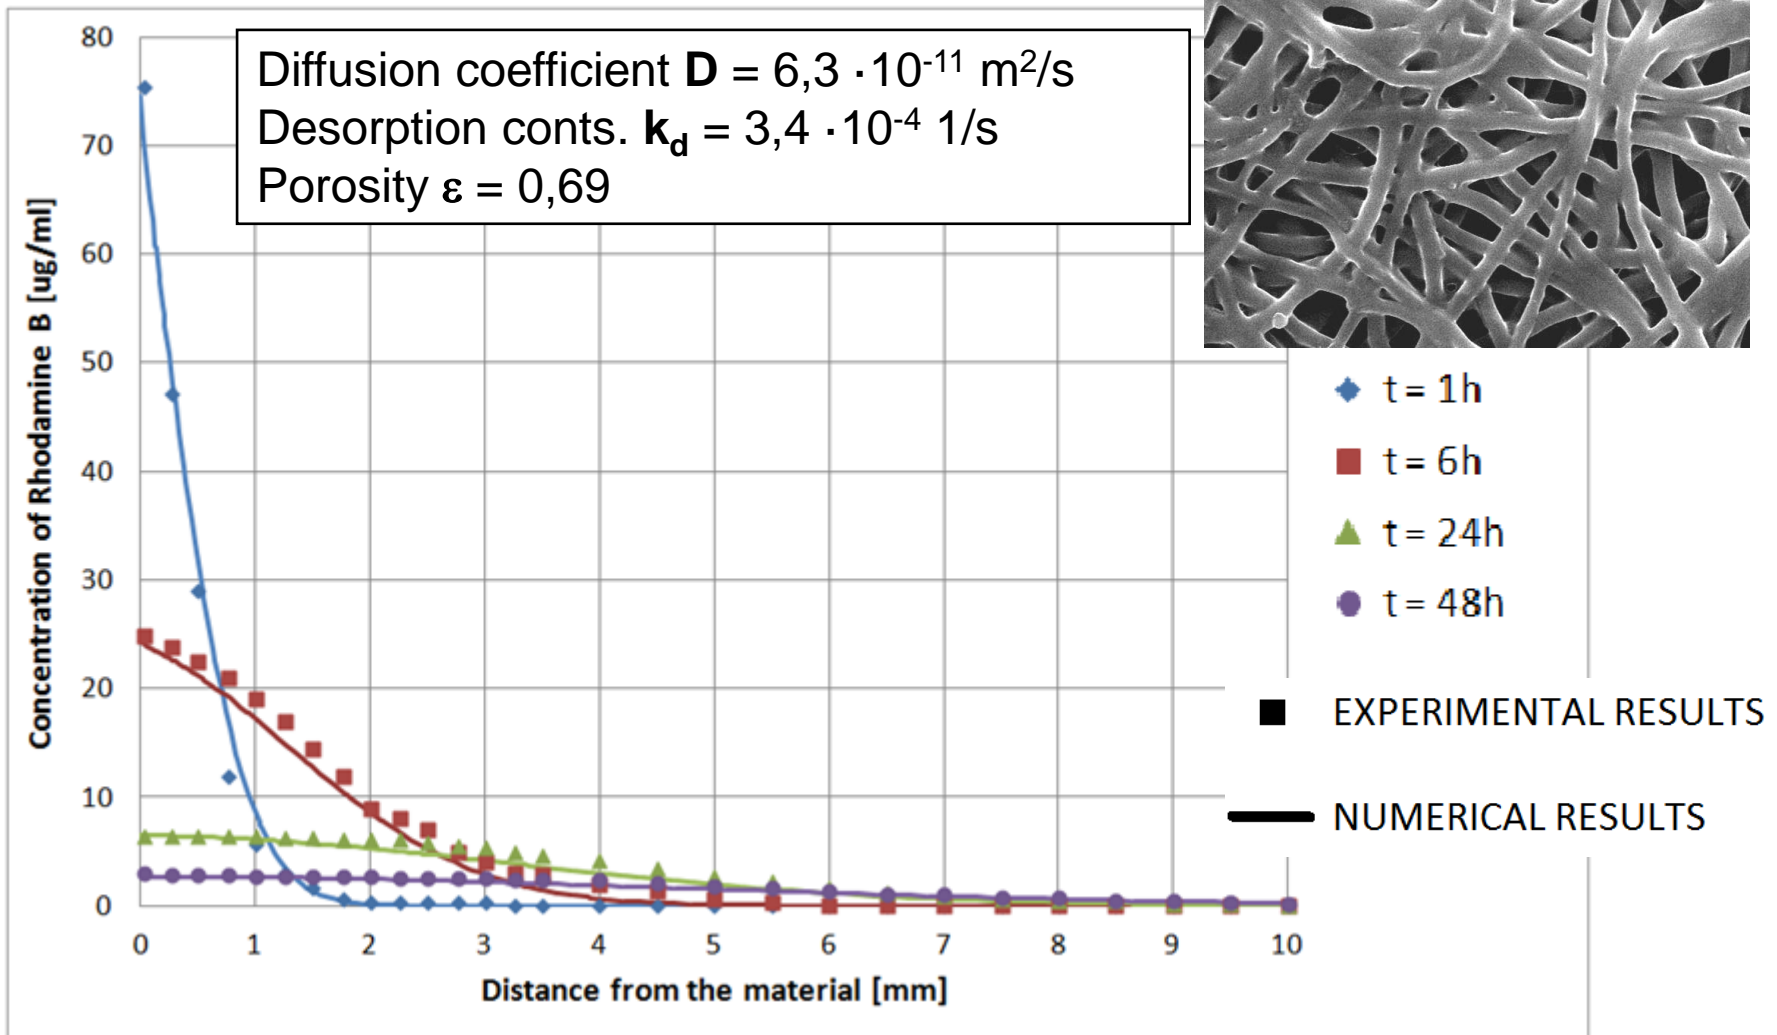 Diffusion coefficient D = 6,3 ·10⁻¹¹ m²/s
Desorption conts. k_d = 3,4 ·10⁻⁴ 1/s
Porosity ε = 0,69
Concentration of Rhodamine B [ug/ml]
80
70
60
50
40
30
20
10
0
0 1 2 3 4 5 6 7 8 9 10
Distance from the material [mm]
t = 1h
t = 6h
t = 24h
t = 48h
EXPERIMENTAL RESULTS
NUMERICAL RESULTS